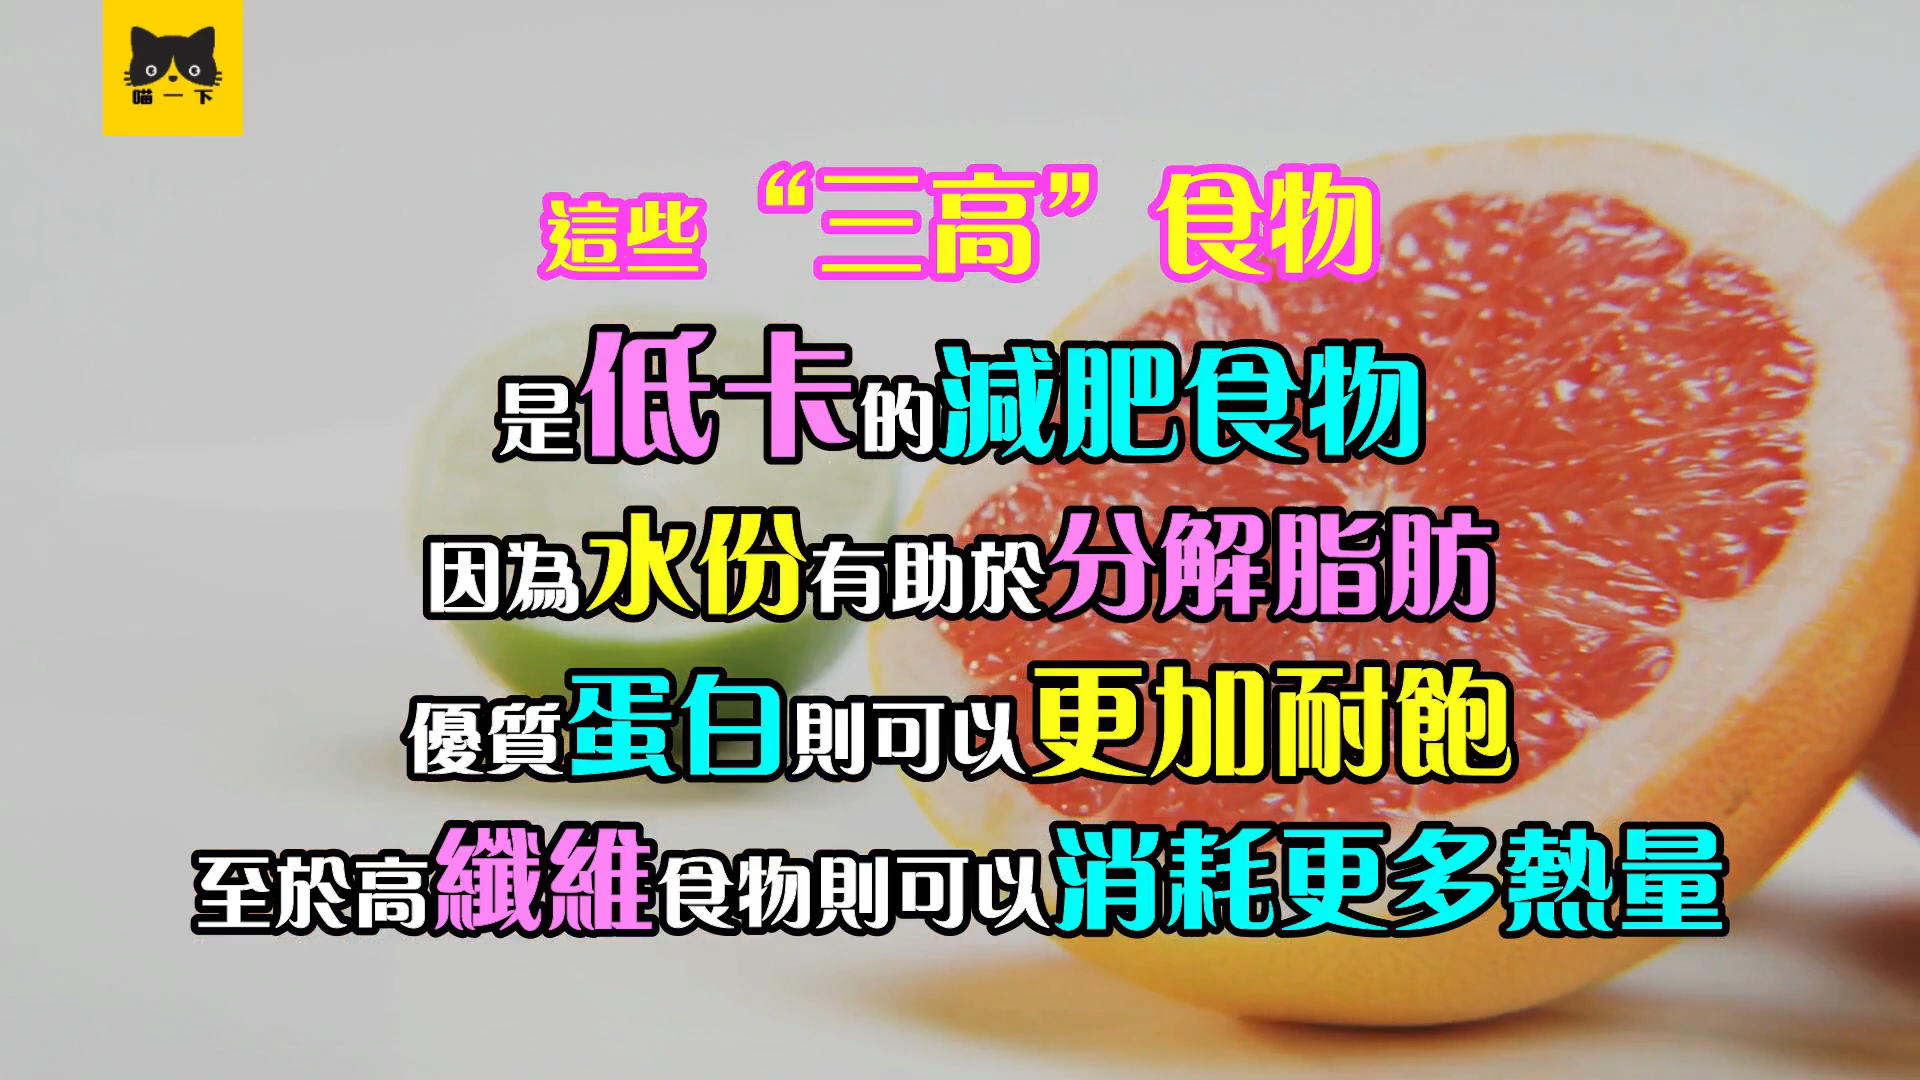 喵一下
這些“三高”食物
是低卡的減肥食物
因為水份有助於分解脂肪
優質蛋白則可以更加耐飽
至於高纖維食物則可以消耗更多熱量